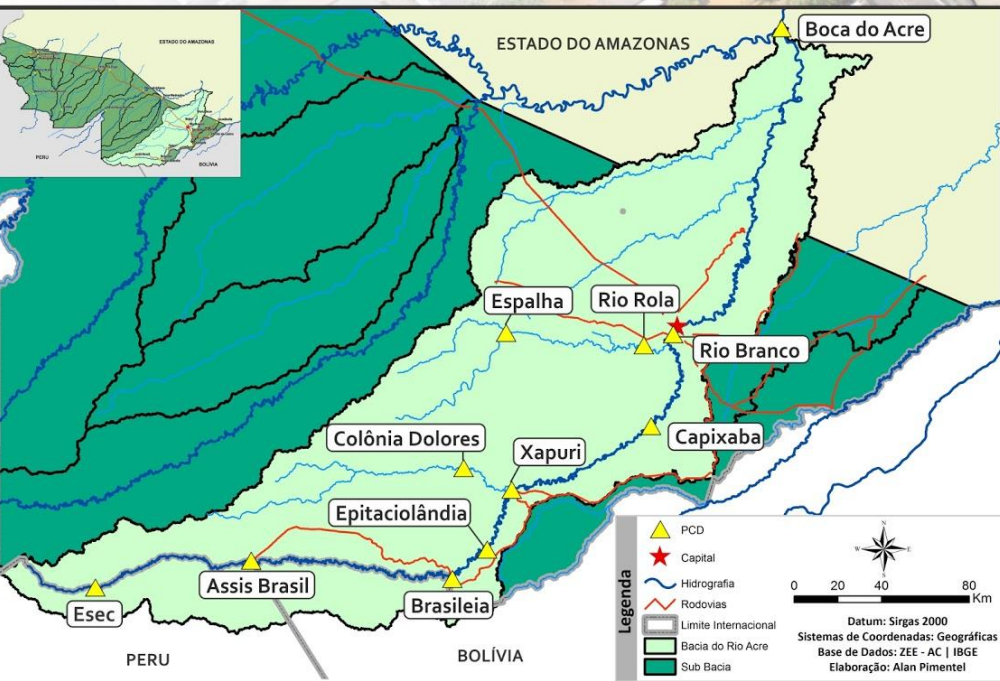 ESTADO DO AMAZONAS
PERU
BOLÍVIA
ESTADO DO AMAZONAS
Boca do Acre
Espalha
Rio Rola
Rio Branco
Colônia Dolores
Xapuri
Capixaba
Epitaciolândia
Assis Brasil
Brasileia
Esec
PERU
BOLÍVIA
Legenda
PCD
Capital
Hidrografia
Rodovias
Limite Internacional
Bacia do Rio Acre
Sub Bacia
N
W E
S
0 20 40 80
Km
Datum: Sirgas 2000
Sistemas de Coordenadas: Geográficas
Base de Dados: ZEE - AC | IBGE
Elaboração: Alan Pimentel